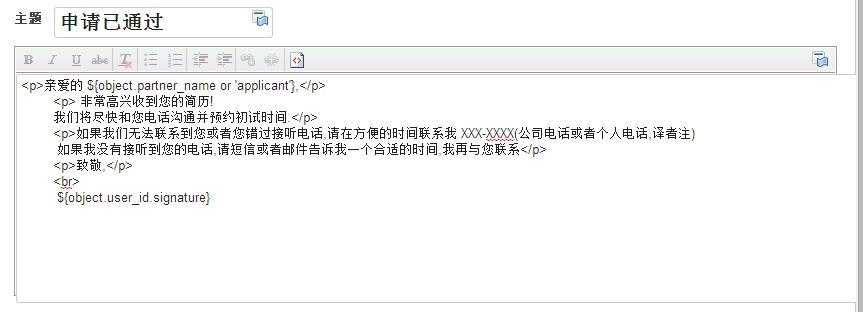 主题 申请已通过
B I U abc T
<p>亲爱的 ${object.partner_name or 'applicant'},</p>
<p> 非常高兴收到您的简历!
我们将尽快和您电话沟通并预约初试时间.</p>
<p>如果我们无法联系到您或者您错过接听电话,请在方便的时间联系我 XXX-XXXX(公司电话或者个人电话,译者注)
如果我没有接听到您的电话,请短信或者邮件告诉我一个合适的时间,我再与您联系</p>
<p>致敬,</p>
<br>
${object.user_id.signature}